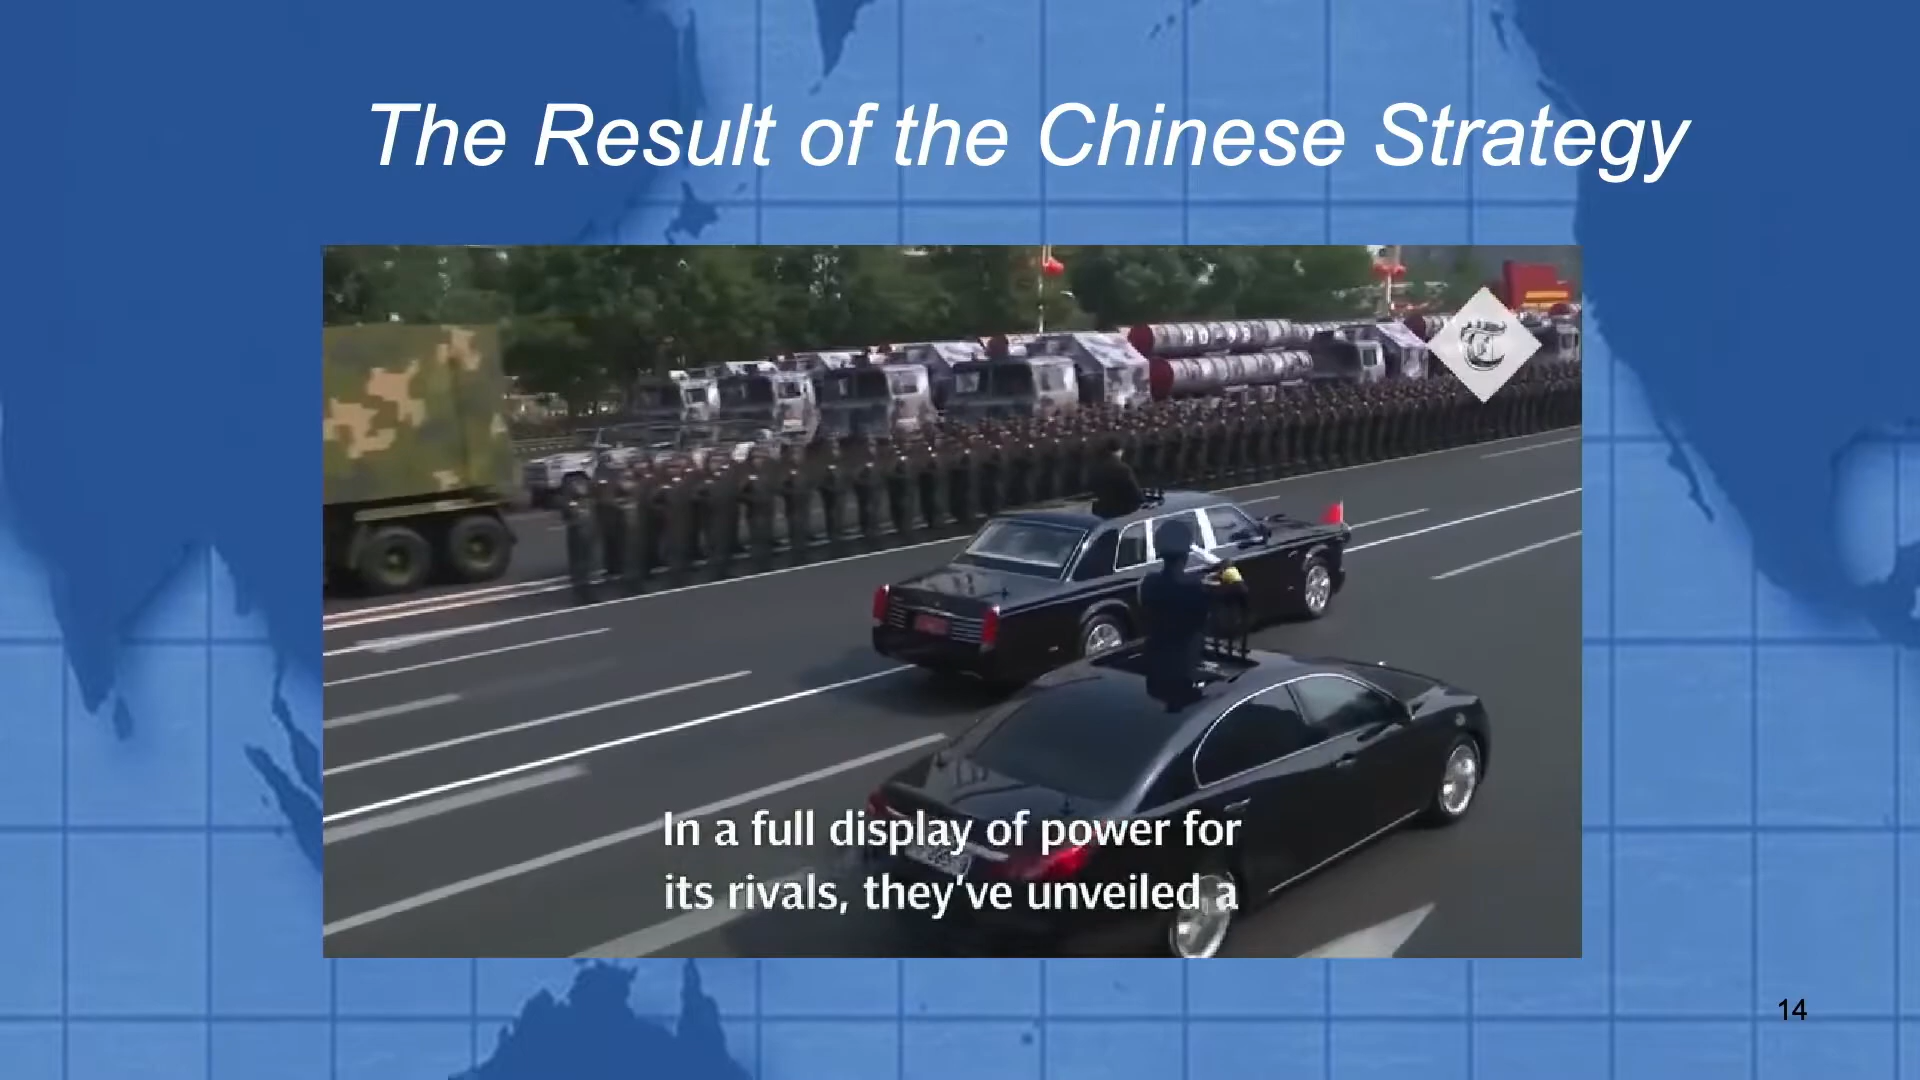 The Result of the Chinese Strategy
In a full display of power for
its rivals, they've unveiled a
14